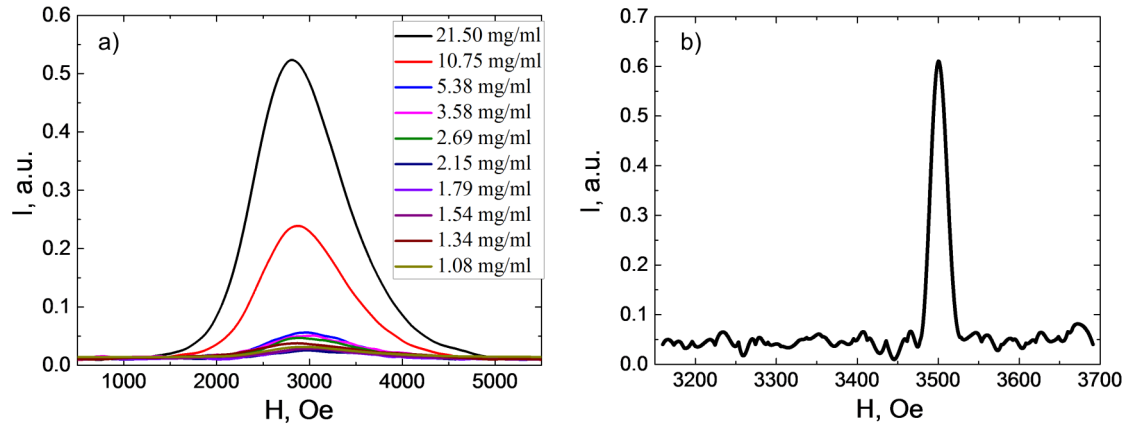 a)
I, a.u.
0.6
0.5
0.4
0.3
0.2
0.1
0.0
1000 2000 3000 4000 5000
H, Oe
21.50 mg/ml
10.75 mg/ml
5.38 mg/ml
3.58 mg/ml
2.69 mg/ml
2.15 mg/ml
1.79 mg/ml
1.54 mg/ml
1.34 mg/ml
1.08 mg/ml
b)
I, a.u.
0.7
0.6
0.5
0.4
0.3
0.2
0.1
0.0
3200 3300 3400 3500 3600 3700
H, Oe